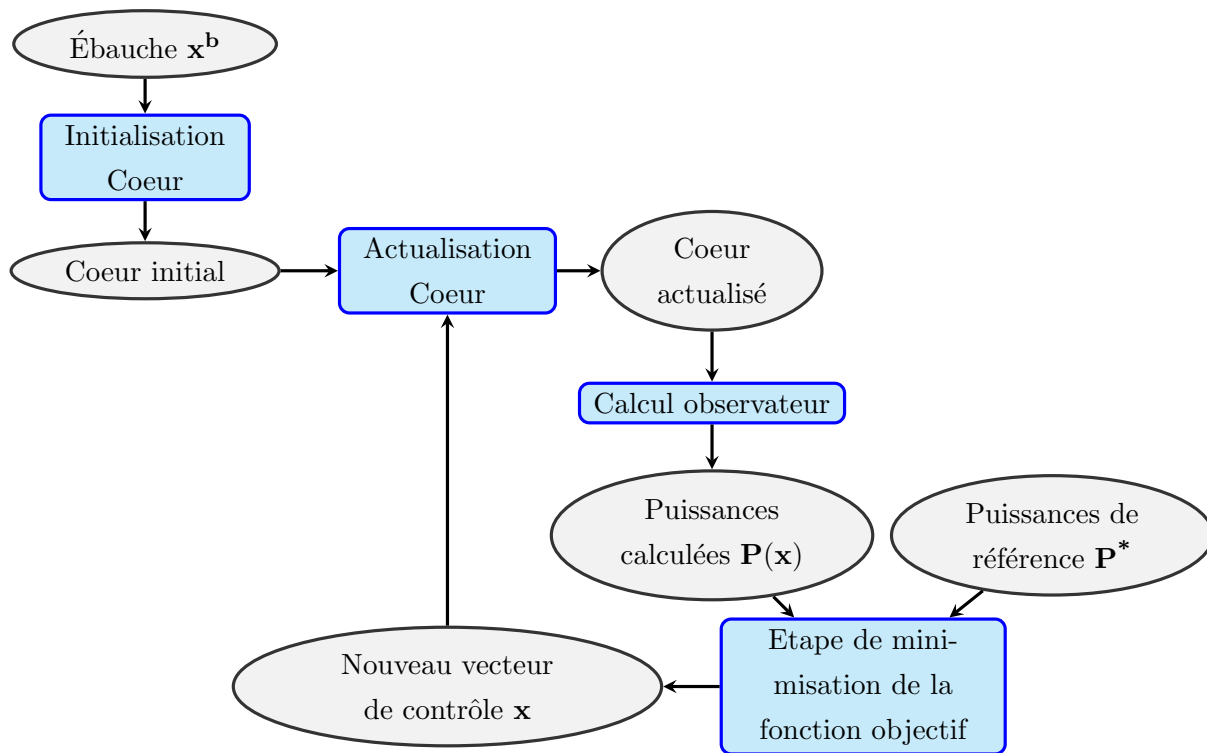 Ébauche x^b
Initialisation
Coeur
Coeur initial
Actualisation
Coeur
Coeur
actualisé
Calcul observateur
Puissances
calculées P(x)
Puissances de
référence P*
Etape de mini-
misation de la
fonction objectif
Nouveau vecteur
de contrôle x